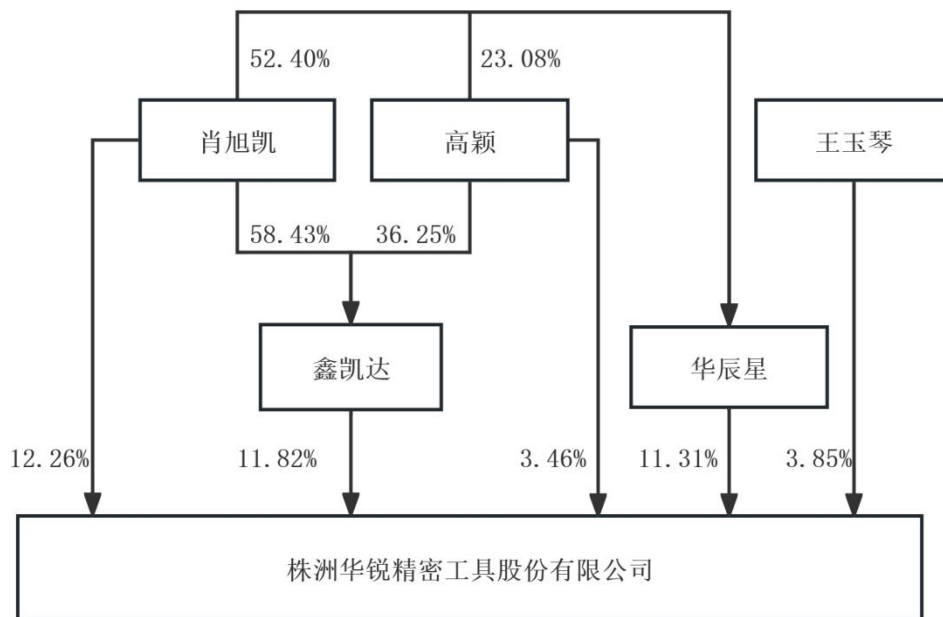 52.40%
23.08%
肖旭凯
高颖
王玉琴
58.43%
36.25%
鑫凯达
华辰星
12.26%
11.82%
3.46%
11.31%
3.85%
株洲华锐精密工具股份有限公司